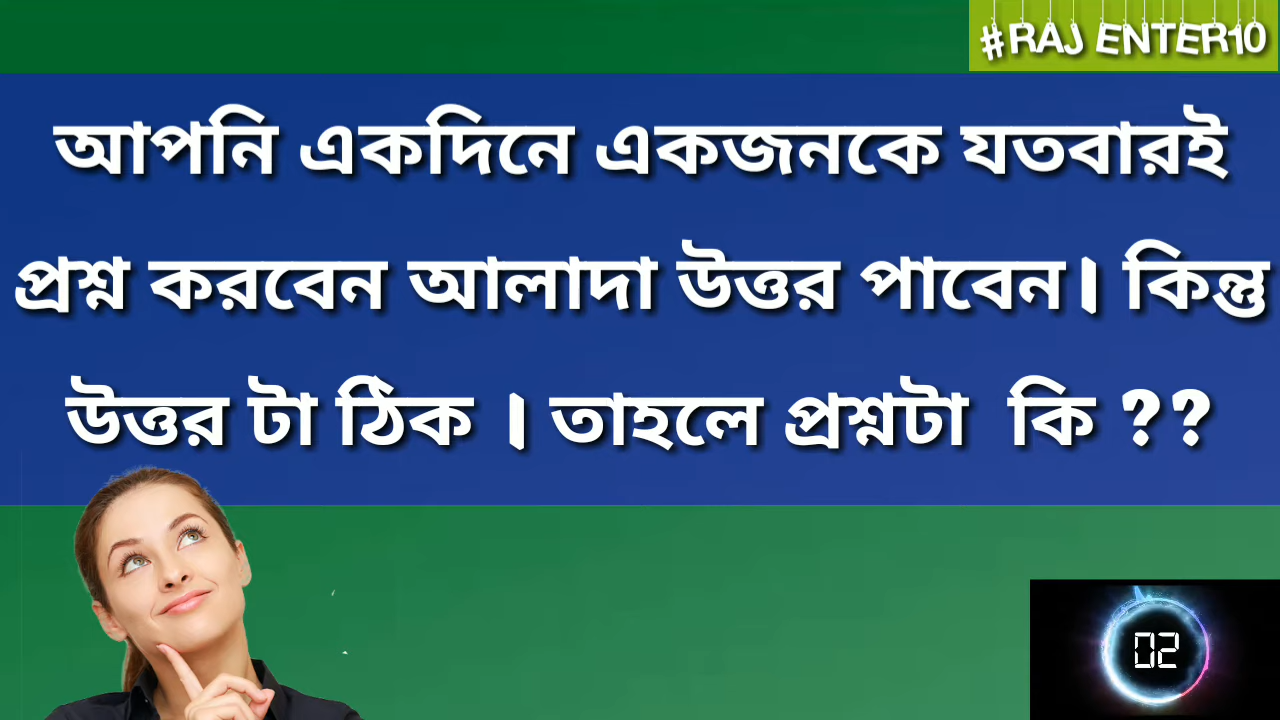 #RAJ ENTER10
আপনি একদিনে একজনকে যতবারই
প্রশ্ন করবেন আলাদা উত্তর পাবেন। কিন্তু
উত্তর টা ঠিক । তাহলে প্রশ্নটা কি ??
02